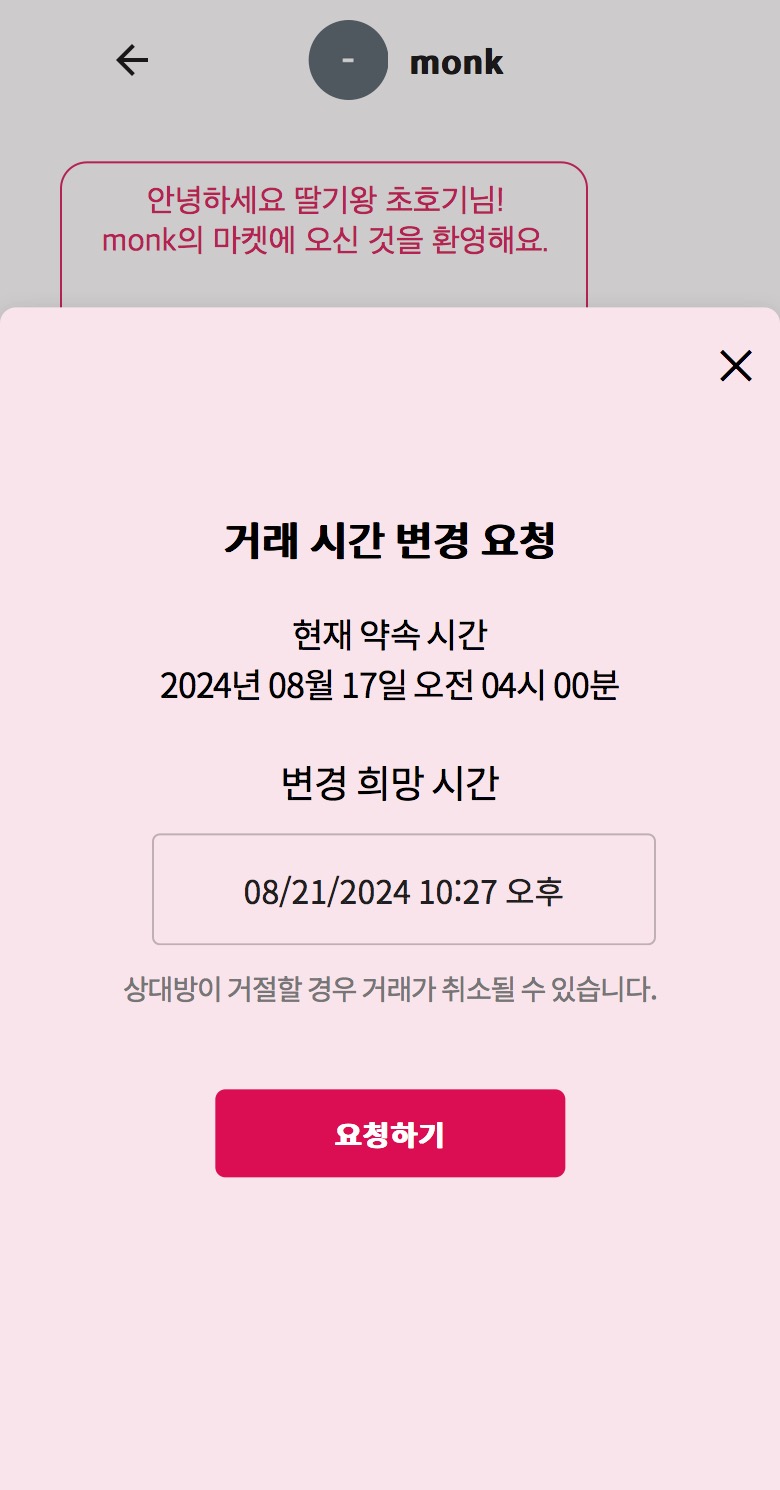 -
monk
안녕하세요 딸기왕 초호기님!
monk의 마켓에 오신 것을 환영해요.
거래 시간 변경 요청
현재 약속 시간
2024년 08월 17일 오전 04시 00분
변경 희망 시간
08/21/2024 10:27 오후
상대방이 거절할 경우 거래가 취소될 수 있습니다.
요청하기